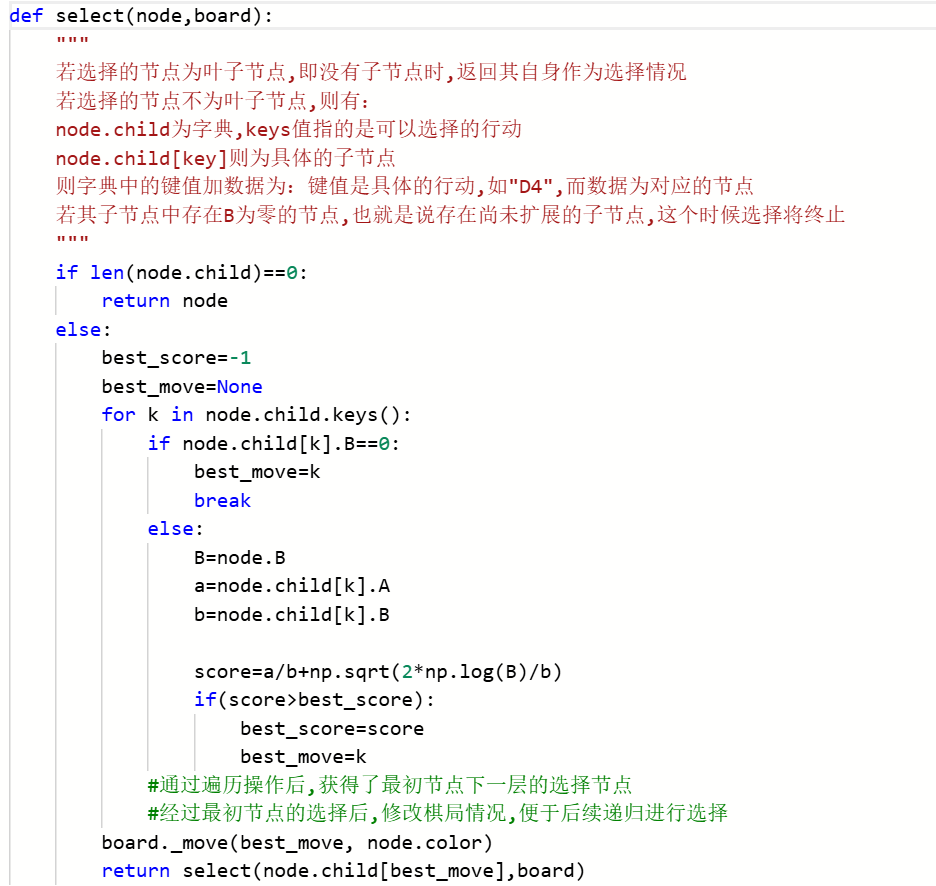 def select(node,board):
    """
    若选择的节点为叶子节点,即没有子节点时,返回其自身作为选择情况
    若选择的节点不为叶子节点,则有:
    node.child为字典,keys值指的是可以选择的行动
    node.child[key]则为具体的子节点
    则字典中的键值加数据为: 键值是具体的行动,如"D4",而数据为对应的节点
    若其子节点中存在B为零的节点,也就是说存在尚未扩展的子节点,这个时候选择将终止
    """
    if len(node.child)==0:
        return node
    else:
        best_score=-1
        best_move=None
        for k in node.child.keys():
            if node.child[k].B==0:
                best_move=k
                break
            else:
                B=node.B
                a=node.child[k].A
                b=node.child[k].B

                score=a/b+np.sqrt(2*np.log(B)/b)
                if(score>best_score):
                    best_score=score
                    best_move=k
            #通过遍历操作后,获得了最初节点下一层的选择节点
            #经过最初节点的选择后,修改棋局情况,便于后续递归进行选择
        board._move(best_move, node.color)
        return select(node.child[best_move],board)